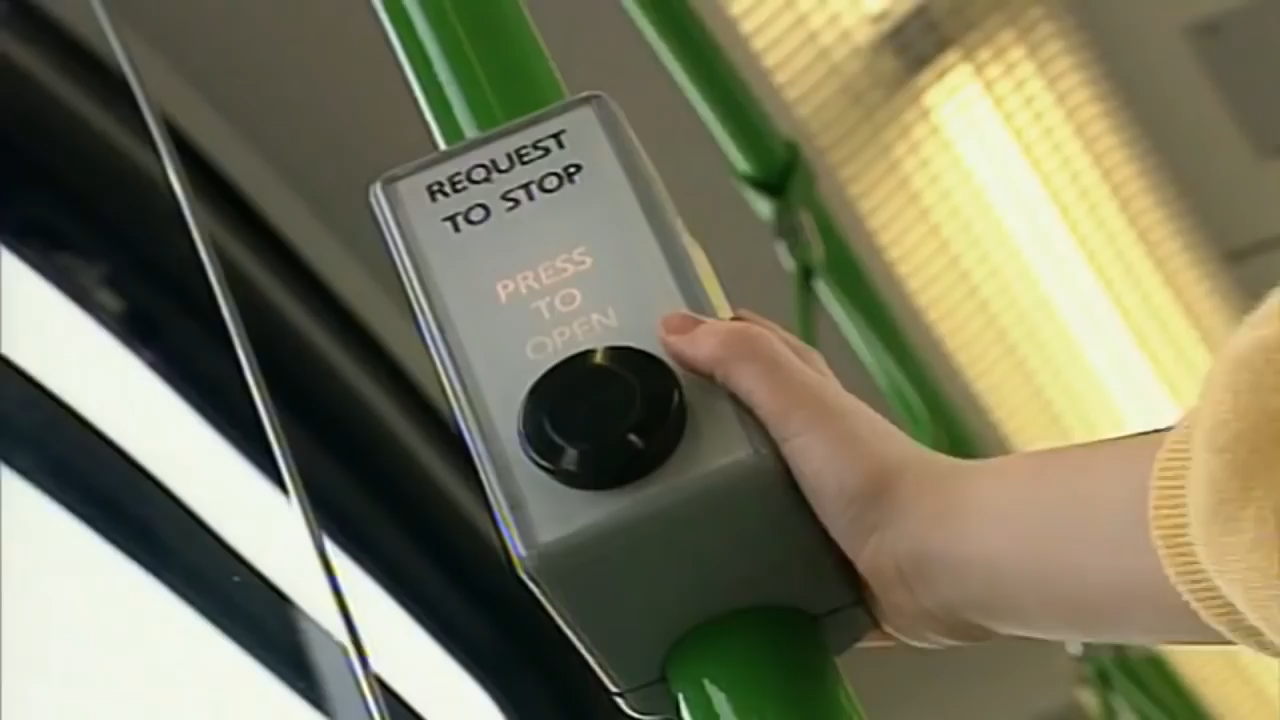 REQUEST
TO STOP
PRESS
TO
OPEN